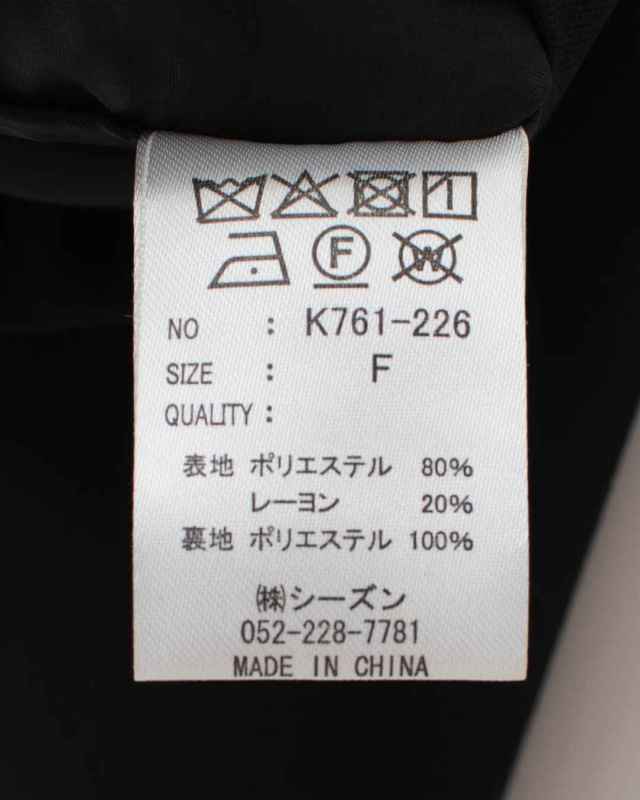 F W
NO : K761-226
SIZE : F
QUALITY :
表地 ポリエステル 80%
レーヨン 20%
裏地 ポリエステル 100%
㈱シーズン
052-228-7781
MADE IN CHINA